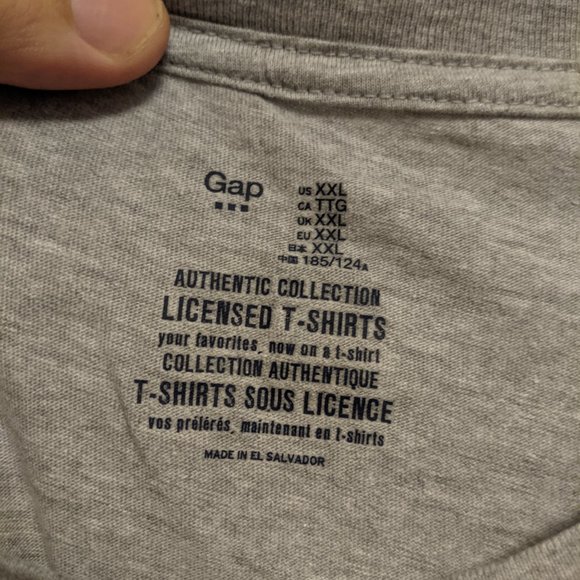 Gap
US XXL
CA TTG
UK XXL
EU XXL
日本 XXL
中国 185/124A
AUTHENTIC COLLECTION
LICENSED T-SHIRTS
your favorites, now on a t-shirt
COLLECTION AUTHENTIQUE
T-SHIRTS SOUS LICENCE
vos préférés, maintenant en t-shirts
MADE IN EL SALVADOR